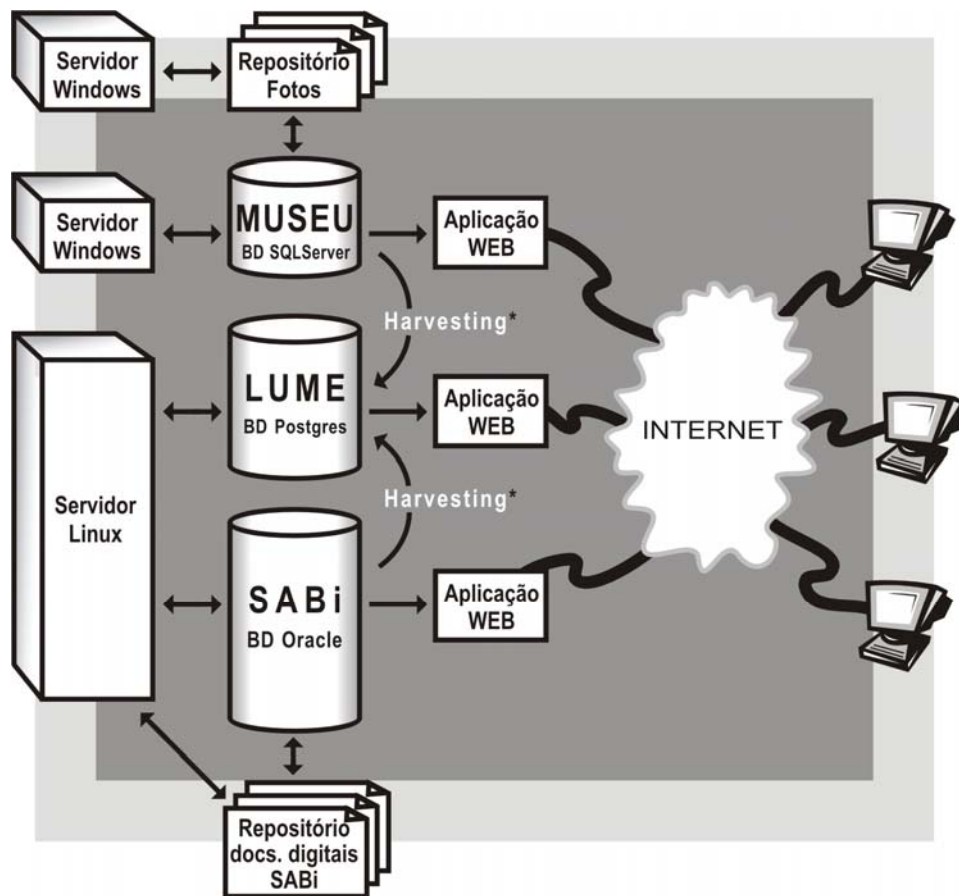 Servidor
Windows
Repositório
Fotos
Servidor
Windows
MUSEU
BD SQLServer
Aplicação
WEB
Harvesting*
LUME
BD Postgres
Aplicação
WEB
INTERNET
Harvesting*
Servidor
Linux
SABi
BD Oracle
Aplicação
WEB
Repositório
docs. digitais
SABi